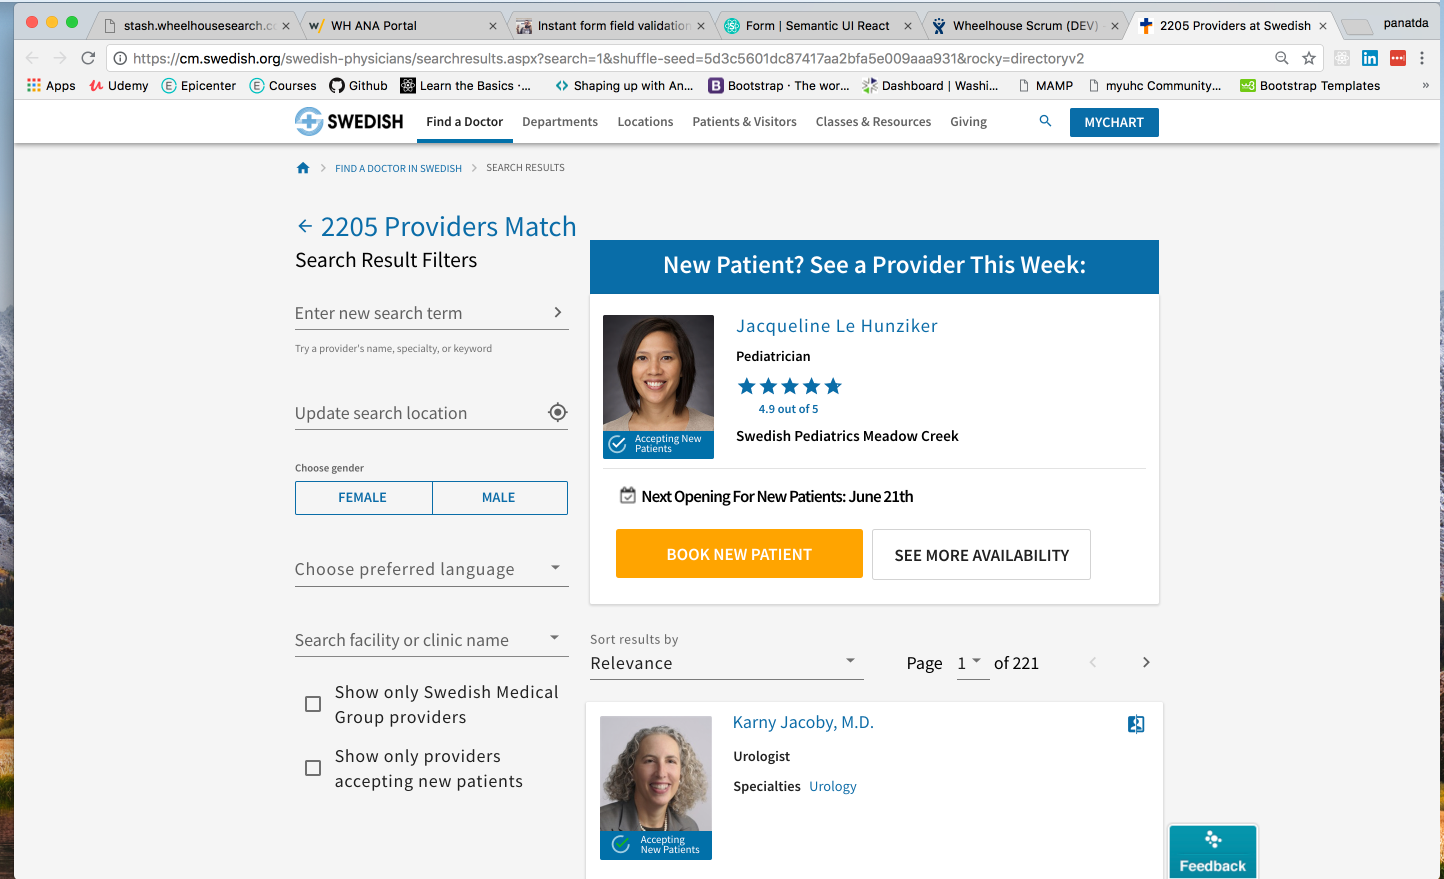 stash.wheelhousesearch.c
WH ANA Portal
Instant form field validation
Form | Semantic UI React
Wheelhouse Scrum (DEV)
2205 Providers at Swedish
panatda
https://cm.swedish.org/swedish-physicians/searchresults.aspx?search=1&shuffle-seed=5d3c5601dc87417aa2bfa5e009aaa931&rocky=directoryv2
Apps
Udemy
Epicenter
Courses
Github
Learn the Basics ·...
Shaping up with An...
Bootstrap · The wor...
Dashboard | Washi...
MAMP
myuhc Community...
Bootstrap Templates
»
SWEDISH
Find a Doctor
Departments
Locations
Patients & Visitors
Classes & Resources
Giving
MYCHART
FIND A DOCTOR IN SWEDISH
SEARCH RESULTS
2205 Providers Match
Search Result Filters
Enter new search term
Try a provider's name, specialty, or keyword
Update search location
Choose gender
FEMALE
MALE
Choose preferred language
Search facility or clinic name
Show only Swedish Medical
Group providers
Show only providers
accepting new patients
New Patient? See a Provider This Week:
Jacqueline Le Hunziker
Pediatrician
4.9 out of 5
Swedish Pediatrics Meadow Creek
Accepting New
Patients
Next Opening For New Patients: June 21th
BOOK NEW PATIENT
SEE MORE AVAILABILITY
Sort results by
Relevance
Page 1 of 221
Karny Jacoby, M.D.
Urologist
Specialties Urology
Accepting
New Patients
Feedback